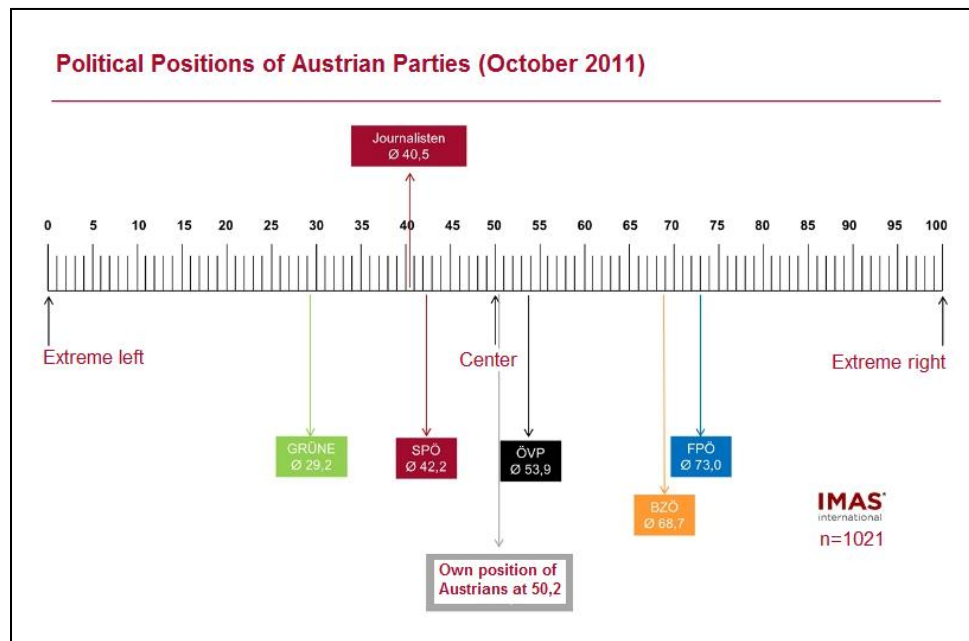 Political Positions of Austrian Parties (October 2011)
Journalisten
Ø 40,5
0 5 10 15 20 25 30 35 40 45 50 55 60 65 70 75 80 85 90 95 100
Extreme left
Center
Extreme right
GRÜNE
Ø 29,2
SPÖ
Ø 42,2
ÖVP
Ø 53,9
FPÖ
Ø 73,0
BZÖ
Ø 68,7
IMAS
international
n=1021
Own position of
Austrians at 50,2